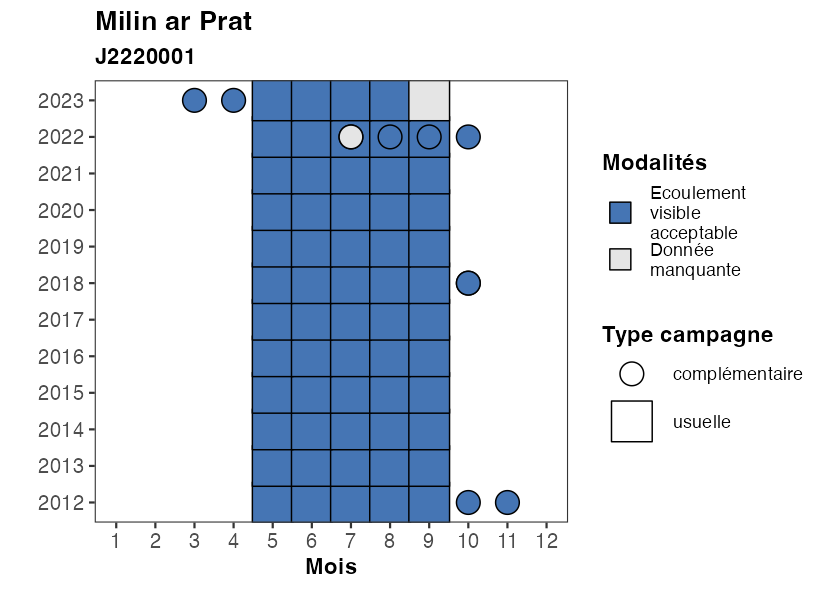 Milin ar Prat
J2220001
2023
2022
2021
2020
2019
2018
2017
2016
2015
2014
2013
2012
1 2 3 4 5 6 7 8 9 10 11 12
Mois
Modalités
Ecoulement
visible
acceptable
Donnée
manquante
Type campagne
complémentaire
usuelle